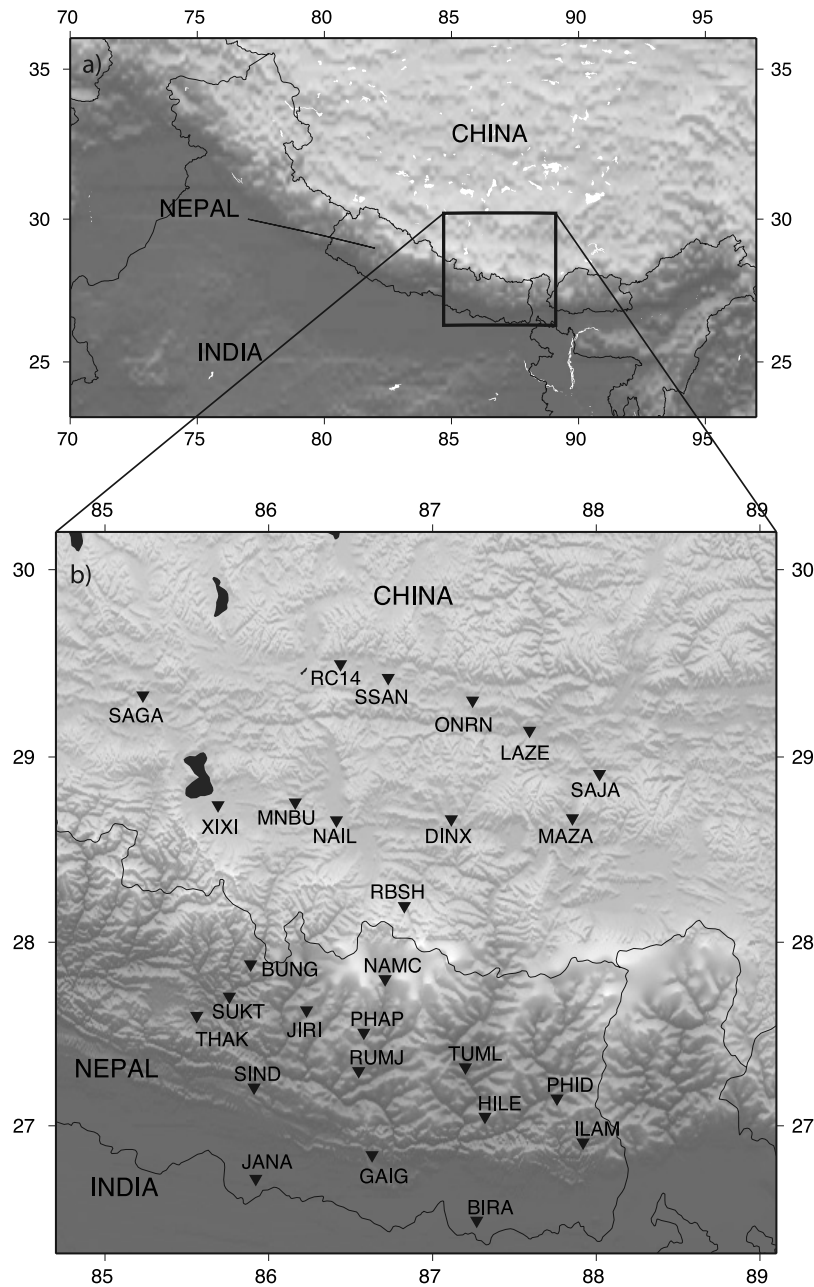 70 75 80 85 90 95
a)
35 35
CHINA
NEPAL
30 30
INDIA
25 25
70 75 80 85 90 95
85 86 87 88 89
b)
30 30
CHINA
RC14
SSAN
SAGA
ONRN
LAZE
29 29
SAJA
MNBU
XIXI
NAIL
DINX
MAZA
RBSH
28 28
BUNG
NAMC
SUKT
PHAP
JIRI
THAK
RUMJ
TUML
NEPAL
SIND
PHID
HILE
27 27
ILAM
JANA
GAIG
INDIA
BIRA
85 86 87 88 89